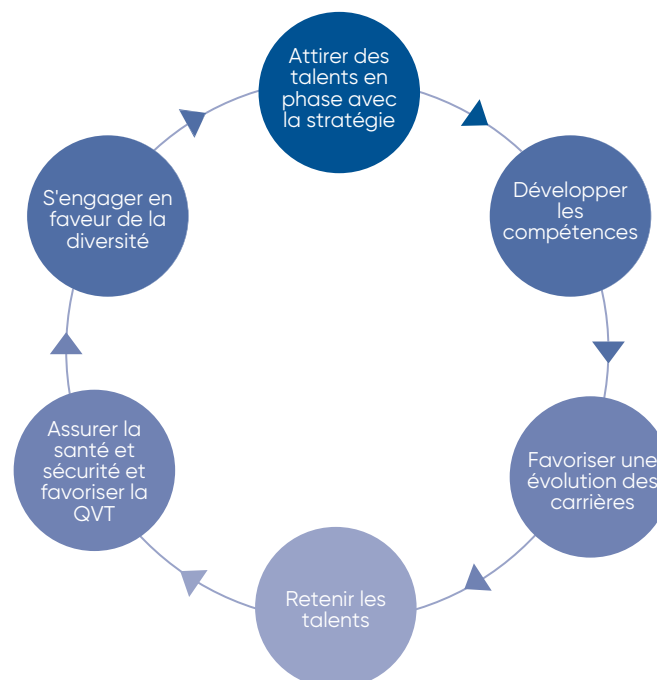 Attirer des
talents en
phase avec
la stratégie
Développer
les
compétences
Favoriser une
évolution des
carrières
Retenir les
talents
Assurer la
santé et
sécurité et
favoriser la
QVT
S'engager en
faveur de la
diversité